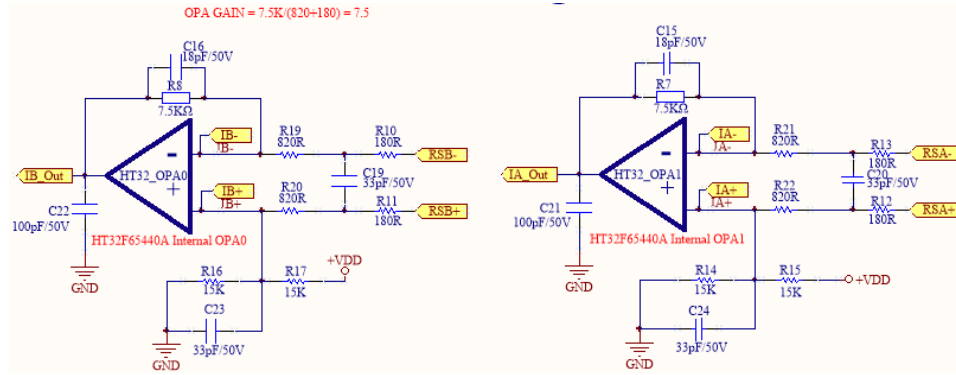 OPA GAIN = 7.5K/(820+180) = 7.5
C16
18pF/50V
R8
7.5KΩ
IB-
IB-
R19
820R
R10
180R
RSB-
IB_Out
HT32_OPA0
-
+
C19
33pF/50V
IB+
IB+
R20
820R
R11
180R
RSB+
C22
100pF/50V
HT32F65440A Internal OPA0
GND
R16
15K
R17
15K
+VDD
C23
33pF/50V
GND
C15
18pF/50V
R7
7.5KΩ
IA-
IA-
R21
820R
R13
180R
RSA-
IA_Out
HT32_OPA1
-
+
C20
33pF/50V
IA+
IA+
R22
820R
R12
180R
RSA+
C21
100pF/50V
HT32F65440A Internal OPA1
GND
R14
15K
R15
15K
+VDD
C24
33pF/50V
GND